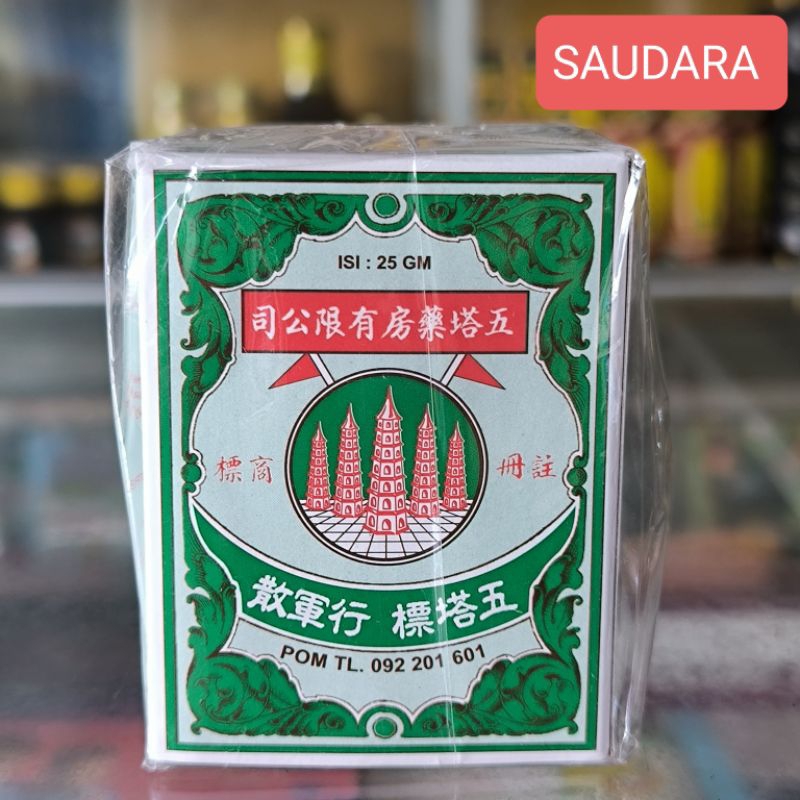 SAUDARA
ISI : 25 GM
五塔藥房有限公司
註冊
商標
五塔標 行軍散
POM TL. 092 201 601